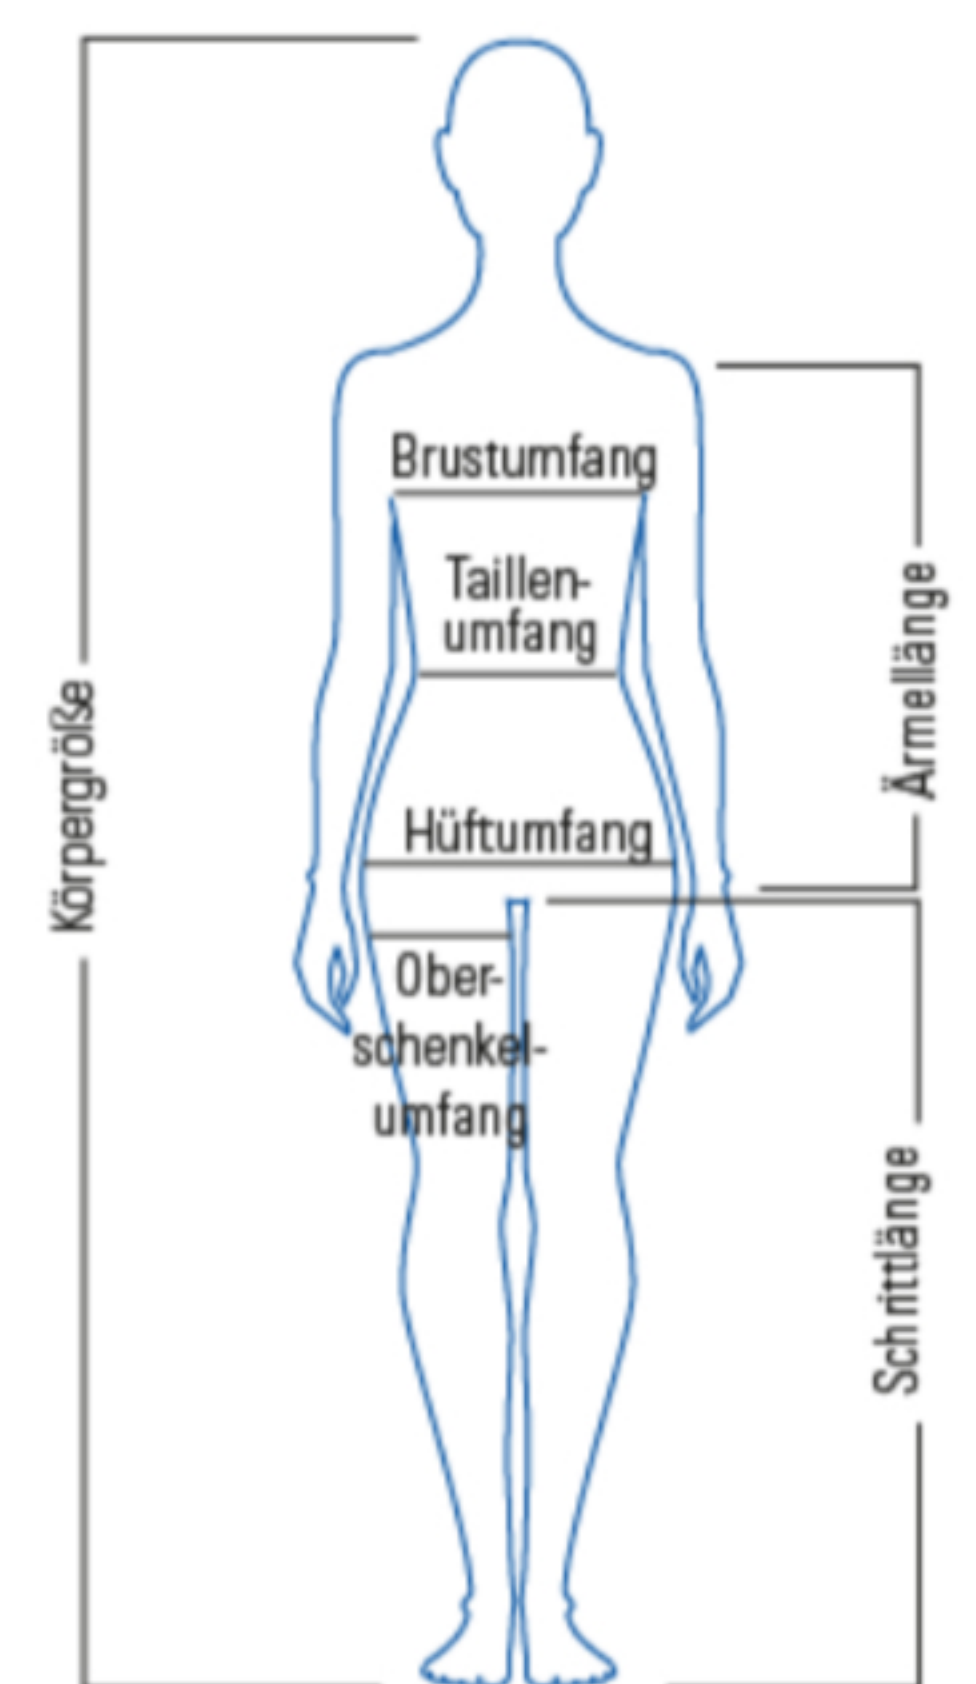 Brustumfang
Taillen-
umfang
Ärmellänge
Körpergröße
Hüftumfang
Ober-
schenkel-
umfang
Schrittlänge